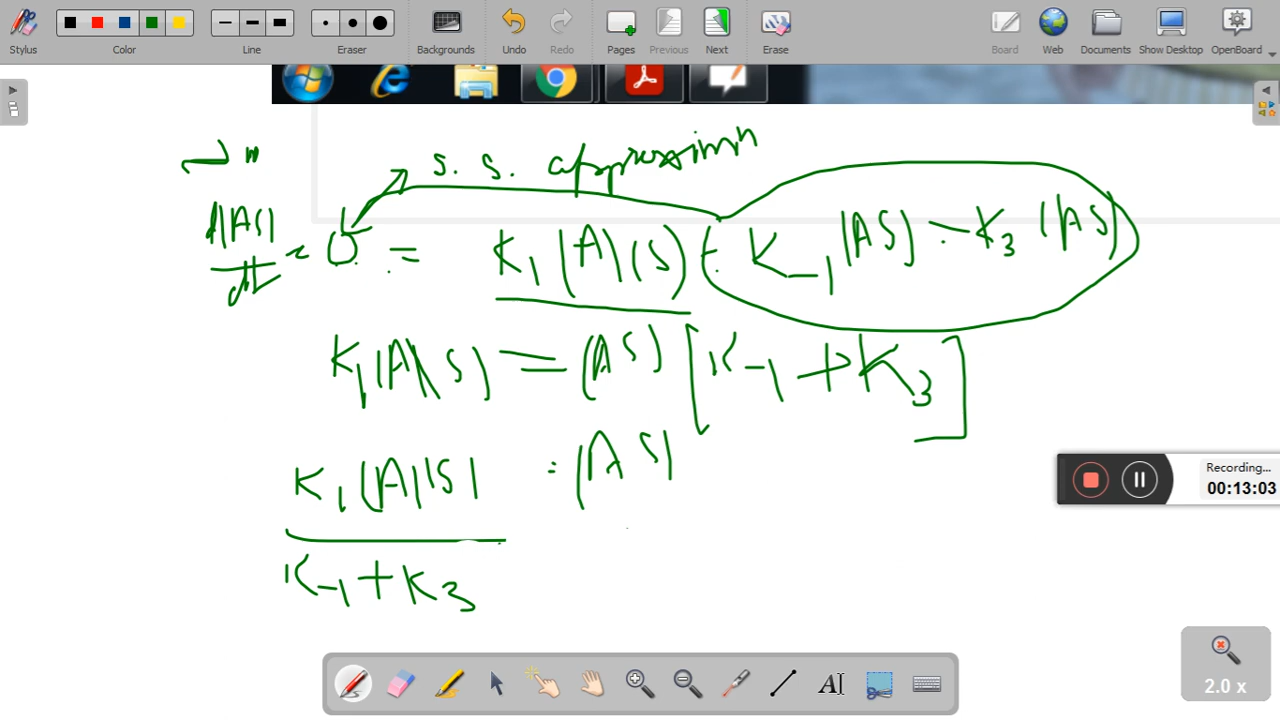 Stylus Color Line Eraser Backgrounds Undo Redo Pages Previous Next Erase Board Web Documents Show Desktop OpenBoard
s. s. approximn
d(AS)
dt
= 0 = K1 (A) (S) - K-1 (AS) - K3 (AS)
K1 (A) (S) = (AS) [K-1 + K3]
K1 (A) (S) = (AS)
K-1 + K3
Recording...
00:13:03
2.0 x